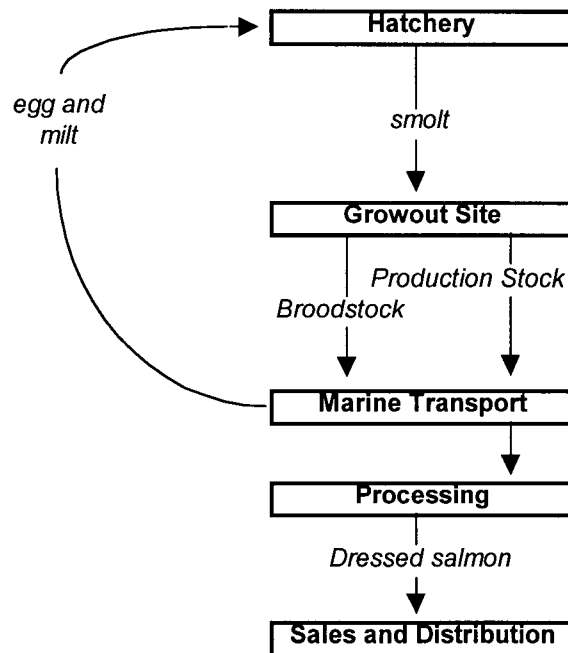 Hatchery
egg and
milt
smolt
Growout Site
Production Stock
Broodstock
Marine Transport
Processing
Dressed salmon
Sales and Distribution